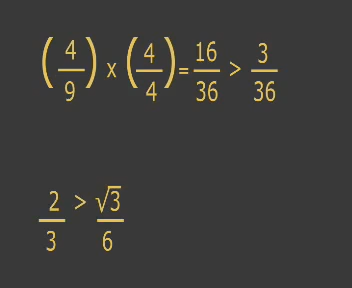 (4/9) x (4/4) = 16/36 > 3/36
2/3 > √3/6